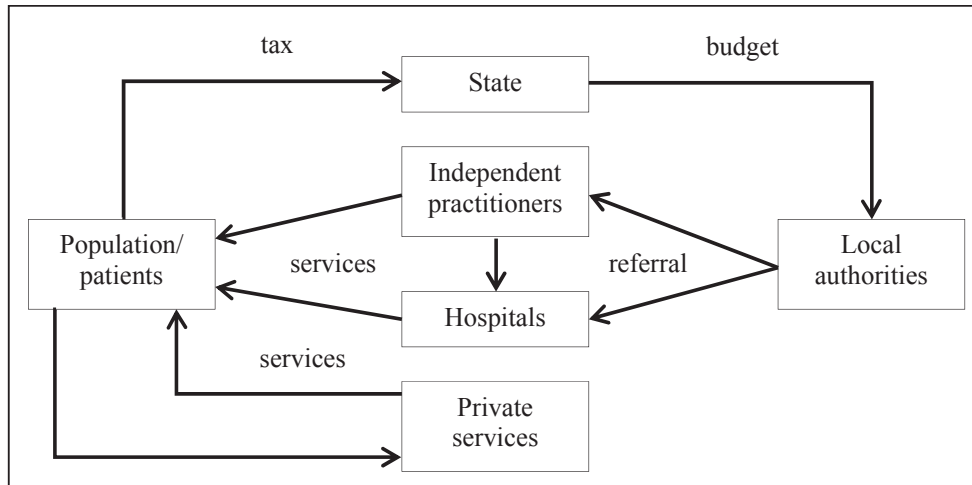 tax
budget
State
Independent
practitioners
Population/
patients
services
referral
Local
authorities
Hospitals
services
Private
services